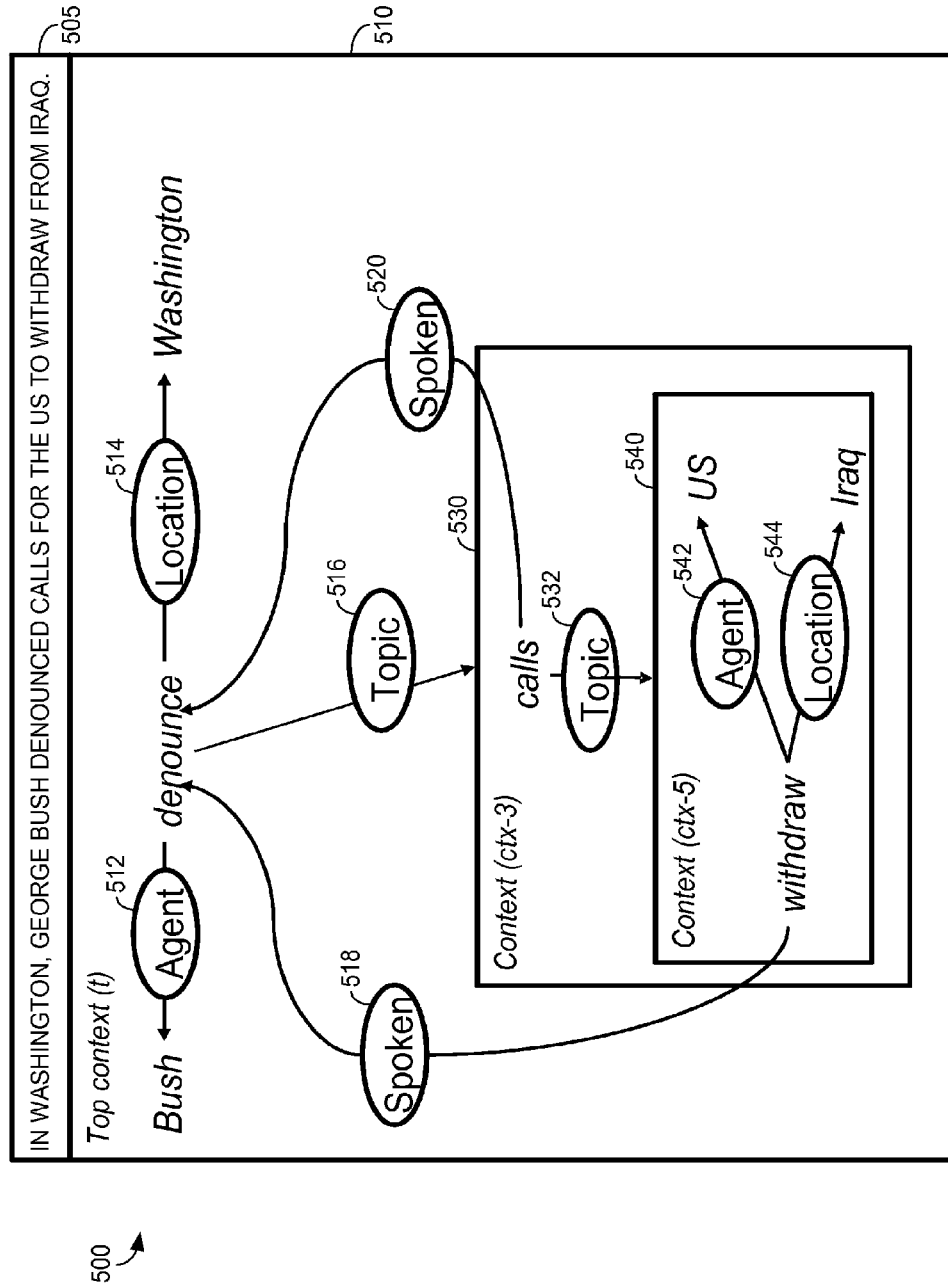 500
505
IN WASHINGTON, GEORGE BUSH DENOUNCED CALLS FOR THE US TO WITHDRAW FROM IRAQ.
510
Top context (t)
512
514
Bush Agent denounce Location Washington
516
Topic
518
Spoken
520
Spoken
530
Context (ctx-3)
calls
532
Topic
540
Context (ctx-5)
542
Agent
US
withdraw
544
Location
Iraq